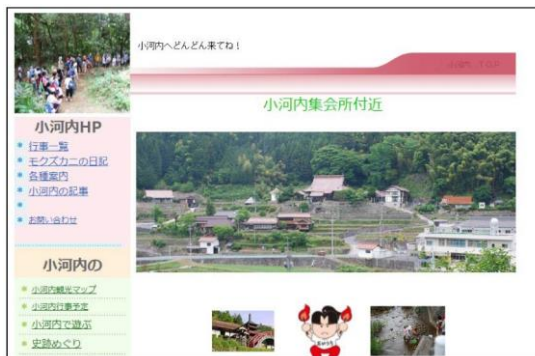 小河内へどんどん来てね！
小河内 TOP
小河内集会所付近
小河内HP
行事一覧
モクズカニの日記
各種案内
小河内の記事
お問い合わせ
小河内の
小河内観光マップ
小河内行事予定
小河内で遊ぶ
史跡めぐり